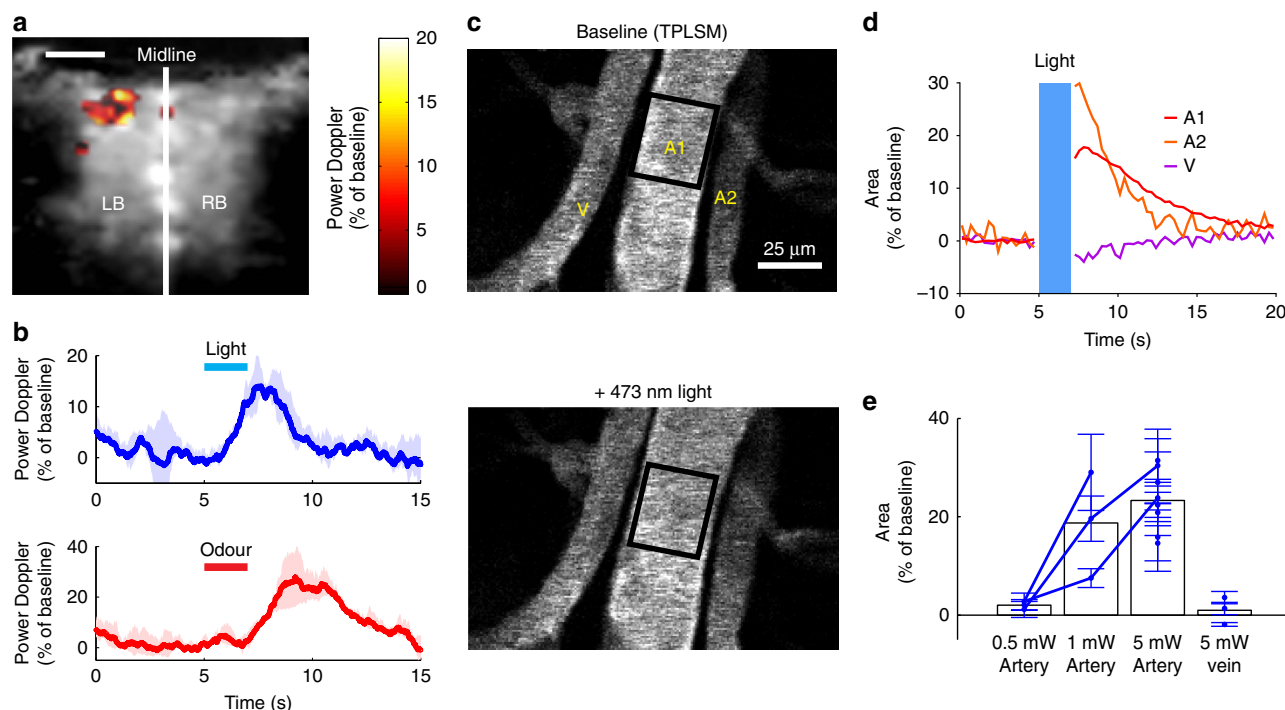 a
Midline
LB
RB
Power Doppler
(% of baseline)
20
15
10
5
0
b
Light
Power Doppler
(% of baseline)
20
10
0
0
5
10
15
Odour
Power Doppler
(% of baseline)
40
20
0
0
5
10
15
Time (s)
c
Baseline (TPLSM)
A1
A2
V
25 μm
+ 473 nm light
d
Light
Area
(% of baseline)
30
20
10
0
–10
0
5
10
15
20
Time (s)
A1
A2
V
e
Area
(% of baseline)
40
20
0
0.5 mW
Artery
1 mW
Artery
5 mW
Artery
5 mW
vein